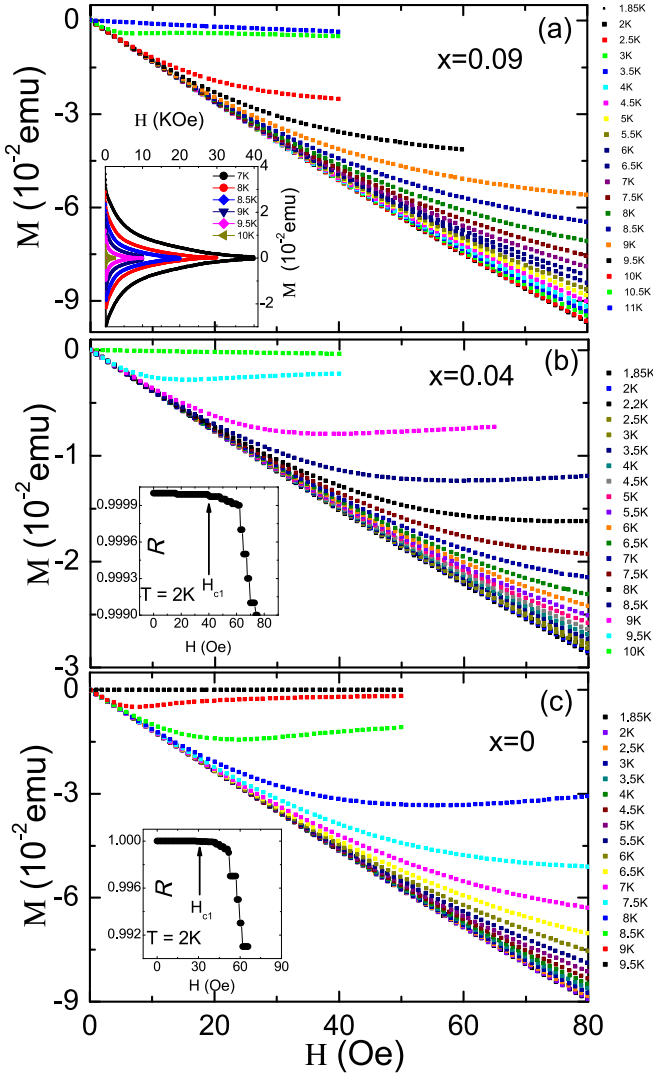 (a)
x=0.09
M (10-2emu)
0
-3
-6
-9
H (KOe)
0 10 20 30 40
7K
8K
8.5K
9K
9.5K
10K
4
2
0
-2
M (10-2 emu)
1.85K
2K
2.5K
3K
3.5K
4K
4.5K
5K
5.5K
6K
6.5K
7K
7.5K
8K
8.5K
9K
9.5K
10K
10.5K
11K
(b)
x=0.04
M (10-2emu)
0
-1
-2
-3
0.9999
0.9996
0.9993
0.9990
R
T = 2K
Hc1
0 20 40 60 80
H (Oe)
1.85K
2K
2.2K
2.5K
3K
3.5K
4K
4.5K
5K
5.5K
6K
6.5K
7K
7.5K
8K
8.5K
9K
9.5K
10K
(c)
x=0
M (10-2emu)
0
-3
-6
-9
1.000
0.996
0.992
R
T = 2K
Hc1
0 30 60 90
H (Oe)
1.85K
2K
2.5K
3K
3.5K
4K
4.5K
5K
5.5K
6K
6.5K
7K
7.5K
8K
8.5K
9K
9.5K
0 20 40 60 80
H (Oe)